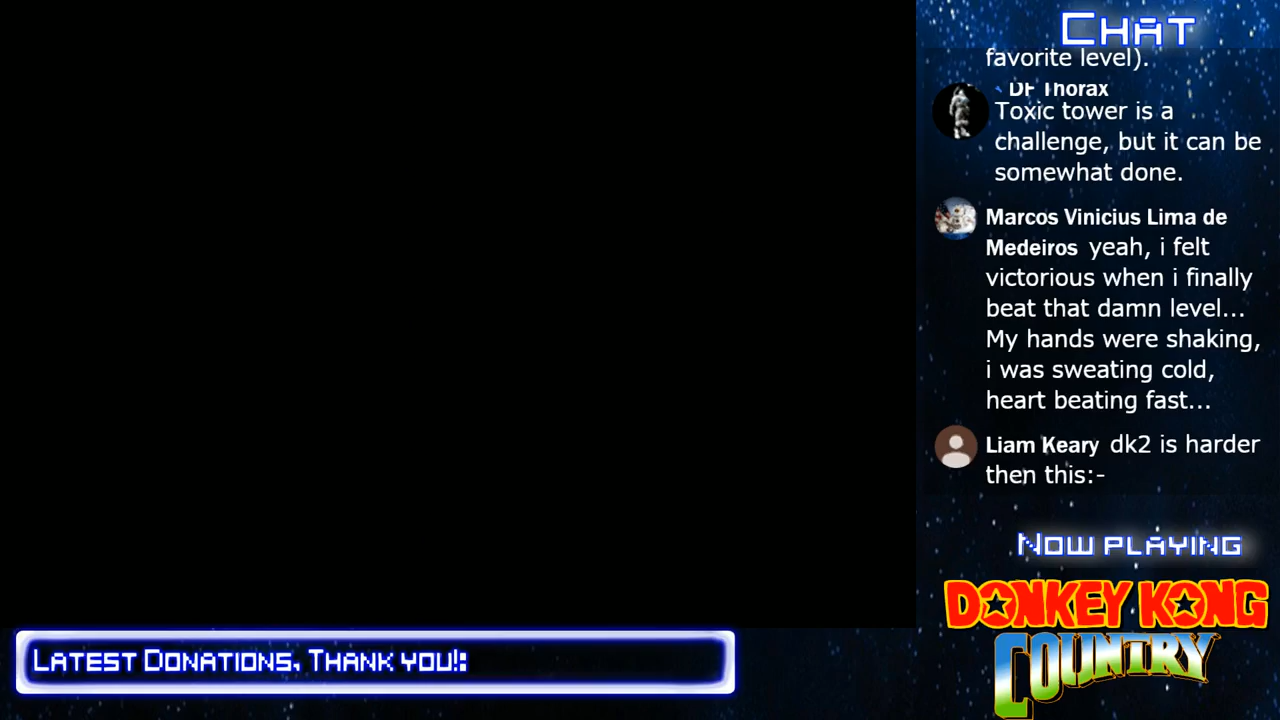 CHAT
favorite level).
DF Thorax
Toxic tower is a
challenge, but it can be
somewhat done.
Marcos Vinicius Lima de
Medeiros yeah, i felt
victorious when i finally
beat that damn level...
My hands were shaking,
i was sweating cold,
heart beating fast...
Liam Keary dk2 is harder
then this:-
NOW PLAYING
DONKEY KONG
COUNTRY
LATEST DONATIONS, THANK YOU!: